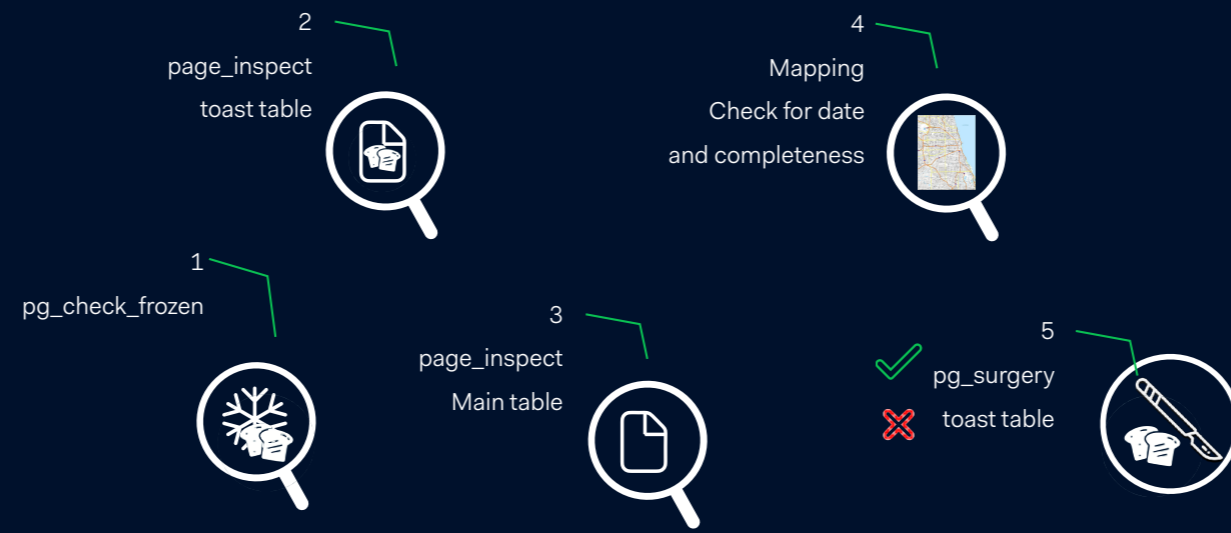 1
pg_check_frozen
2
page_inspect
toast table
3
page_inspect
Main table
4
Mapping
Check for date
and completeness
5
pg_surgery
toast table